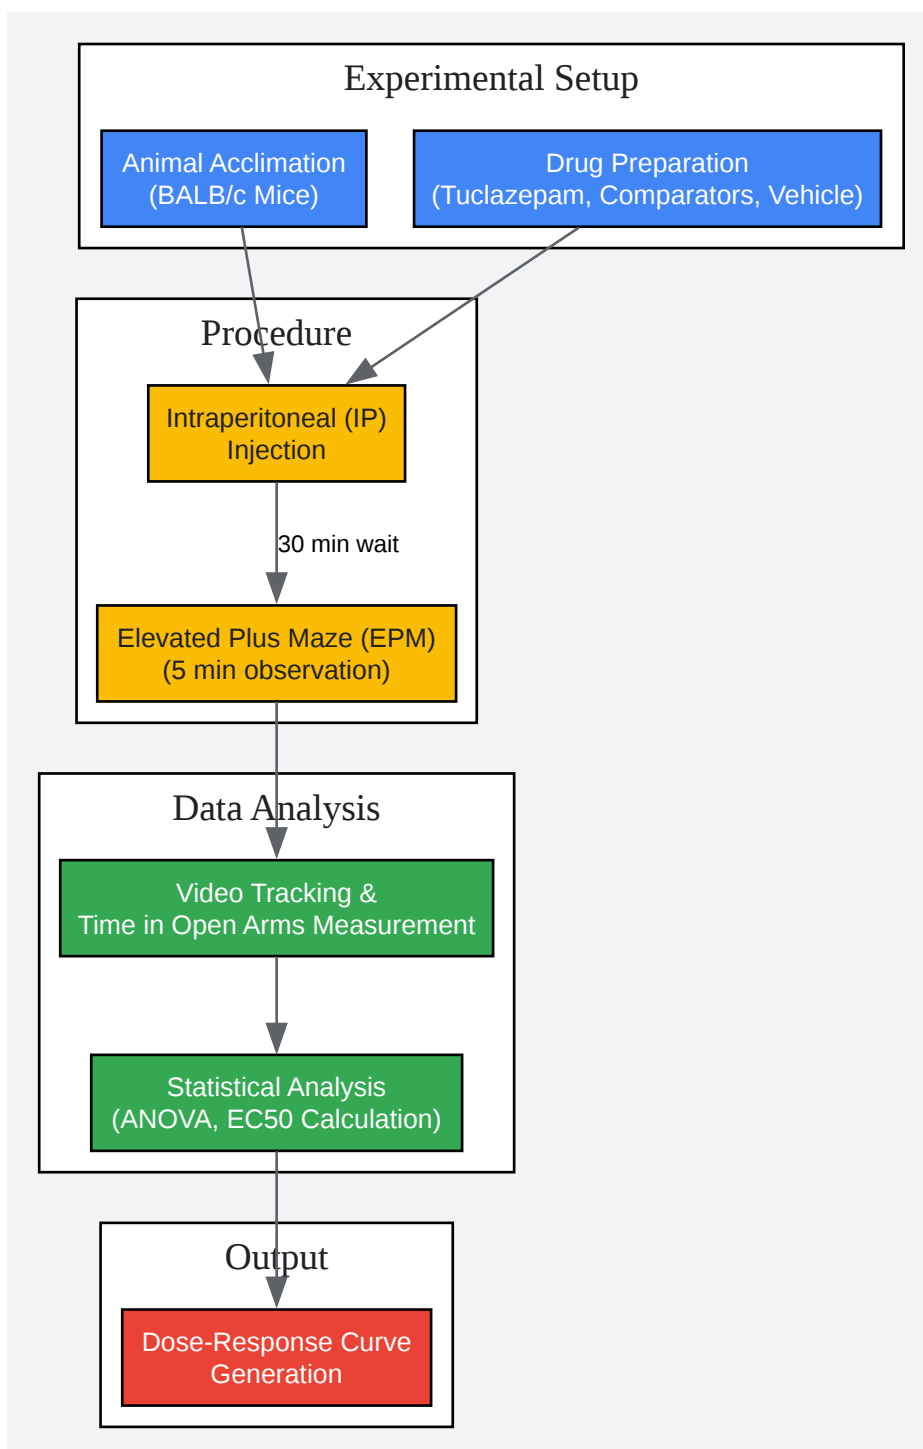 Experimental Setup
Animal Acclimation
(BALB/c Mice)
Drug Preparation
(Tuclazepam, Comparators, Vehicle)
Procedure
Intraperitoneal (IP)
Injection
30 min wait
Elevated Plus Maze (EPM)
(5 min observation)
Data Analysis
Video Tracking &
Time in Open Arms Measurement
Statistical Analysis
(ANOVA, EC50 Calculation)
Output
Dose-Response Curve
Generation